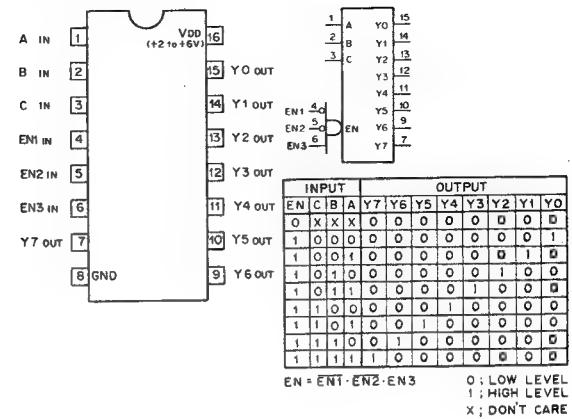 A IN 1
VDD 16
(+2 to +6V)
B IN 2
15 Y0 OUT
C IN 3
14 Y1 OUT
EN1 IN 4
13 Y2 OUT
EN2 IN 5
12 Y3 OUT
EN3 IN 6
11 Y4 OUT
Y7 OUT 7
10 Y5 OUT
8 GND
9 Y6 OUT
1 A Y0 15
2 B Y1 14
3 C Y2 13
Y3 12
Y4 11
EN1 4 Y5 10
EN2 5 EN Y6 9
EN3 6 Y7 7
INPUT OUTPUT
EN C B A Y7 Y6 Y5 Y4 Y3 Y2 Y1 Y0
0 X X X 0 0 0 0 0 0 0 0
1 0 0 0 0 0 0 0 0 0 0 1
1 0 0 1 0 0 0 0 0 0 1 0
1 0 1 0 0 0 0 0 0 1 0 0
1 0 1 1 0 0 0 0 1 0 0 0
1 1 0 0 0 0 0 1 0 0 0 0
1 1 0 1 0 0 1 0 0 0 0 0
1 1 1 0 0 1 0 0 0 0 0 0
1 1 1 1 1 0 0 0 0 0 0 0
EN = E̅N̅1̅ · E̅N̅2̅ · EN3
0 ; LOW LEVEL
1 ; HIGH LEVEL
X ; DON'T CARE